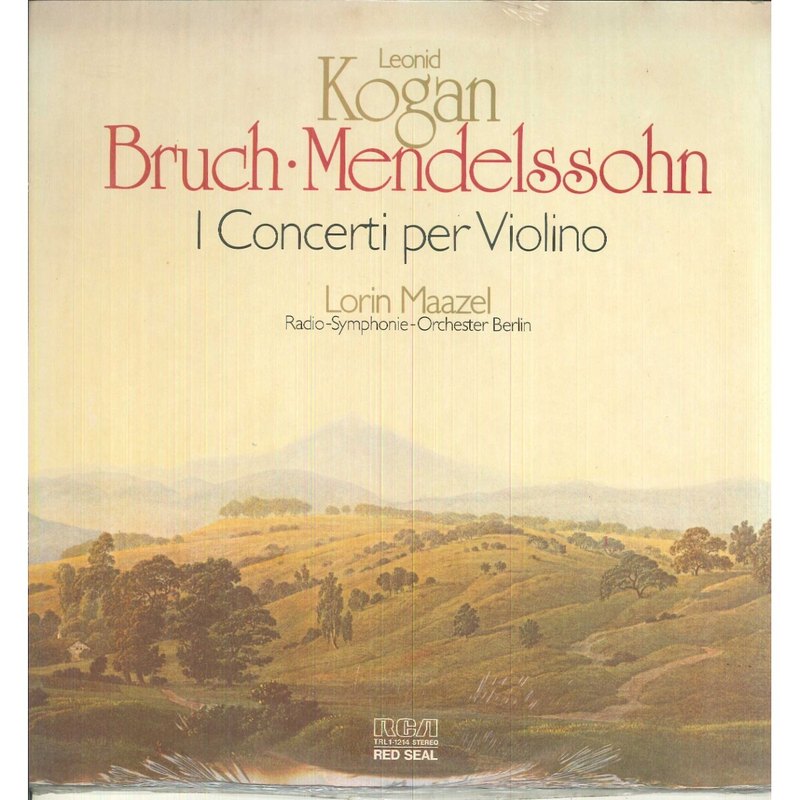 Leonid
Kogan
Bruch · Mendelssohn
I Concerti per Violino
Lorin Maazel
Radio-Symphonie-Orchester Berlin
RCA
TRL1-1214 STEREO
RED SEAL